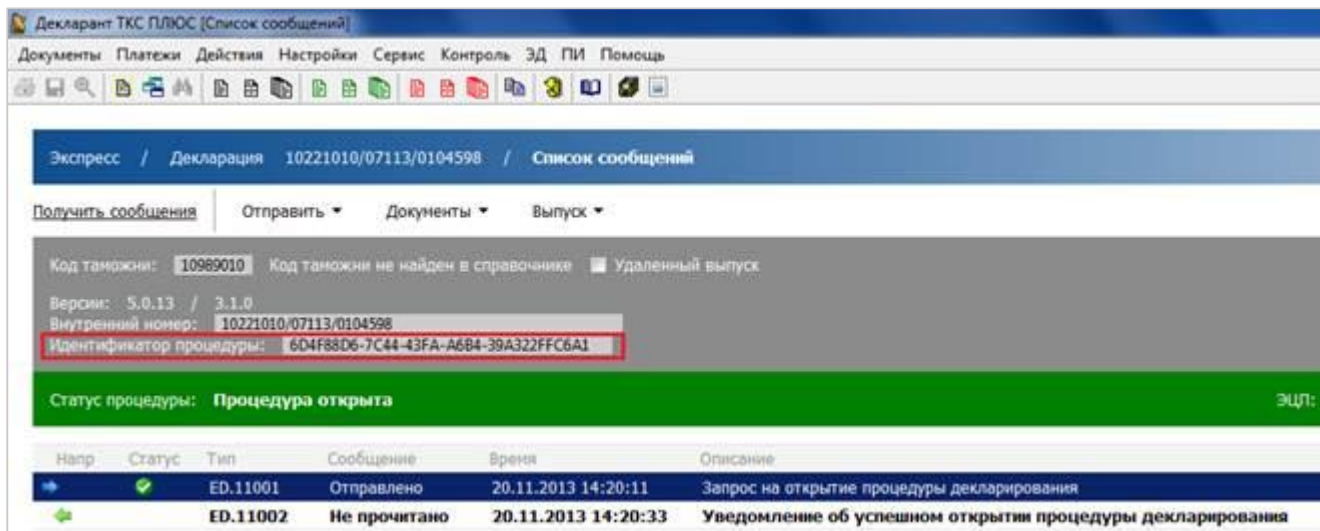 Декларант ТКС ПЛЮС [Список сообщений]
Документы Платежи Действия Настройки Сервис Контроль ЭД ПИ Помощь
Экспресс / Декларация 10221010/07113/0104598 / Список сообщений
Получить сообщения Отправить Документы Выпуск
Код таможни: 10989010 Код таможни не найден в справочнике Удаленный выпуск
Версии: 5.0.13 / 3.1.0
Внутренний номер: 10221010/07113/0104598
Идентификатор процедуры: 6D4F88D6-7C44-43FA-A6B4-39A322FFC6A1
Статус процедуры: Процедура открыта ЭЦП:
Напр Статус Тип Сообщение Время Описание
ED.11001 Отправлено 20.11.2013 14:20:11 Запрос на открытие процедуры декларирования
ED.11002 Не прочитано 20.11.2013 14:20:33 Уведомление об успешном открытии процедуры декларирования